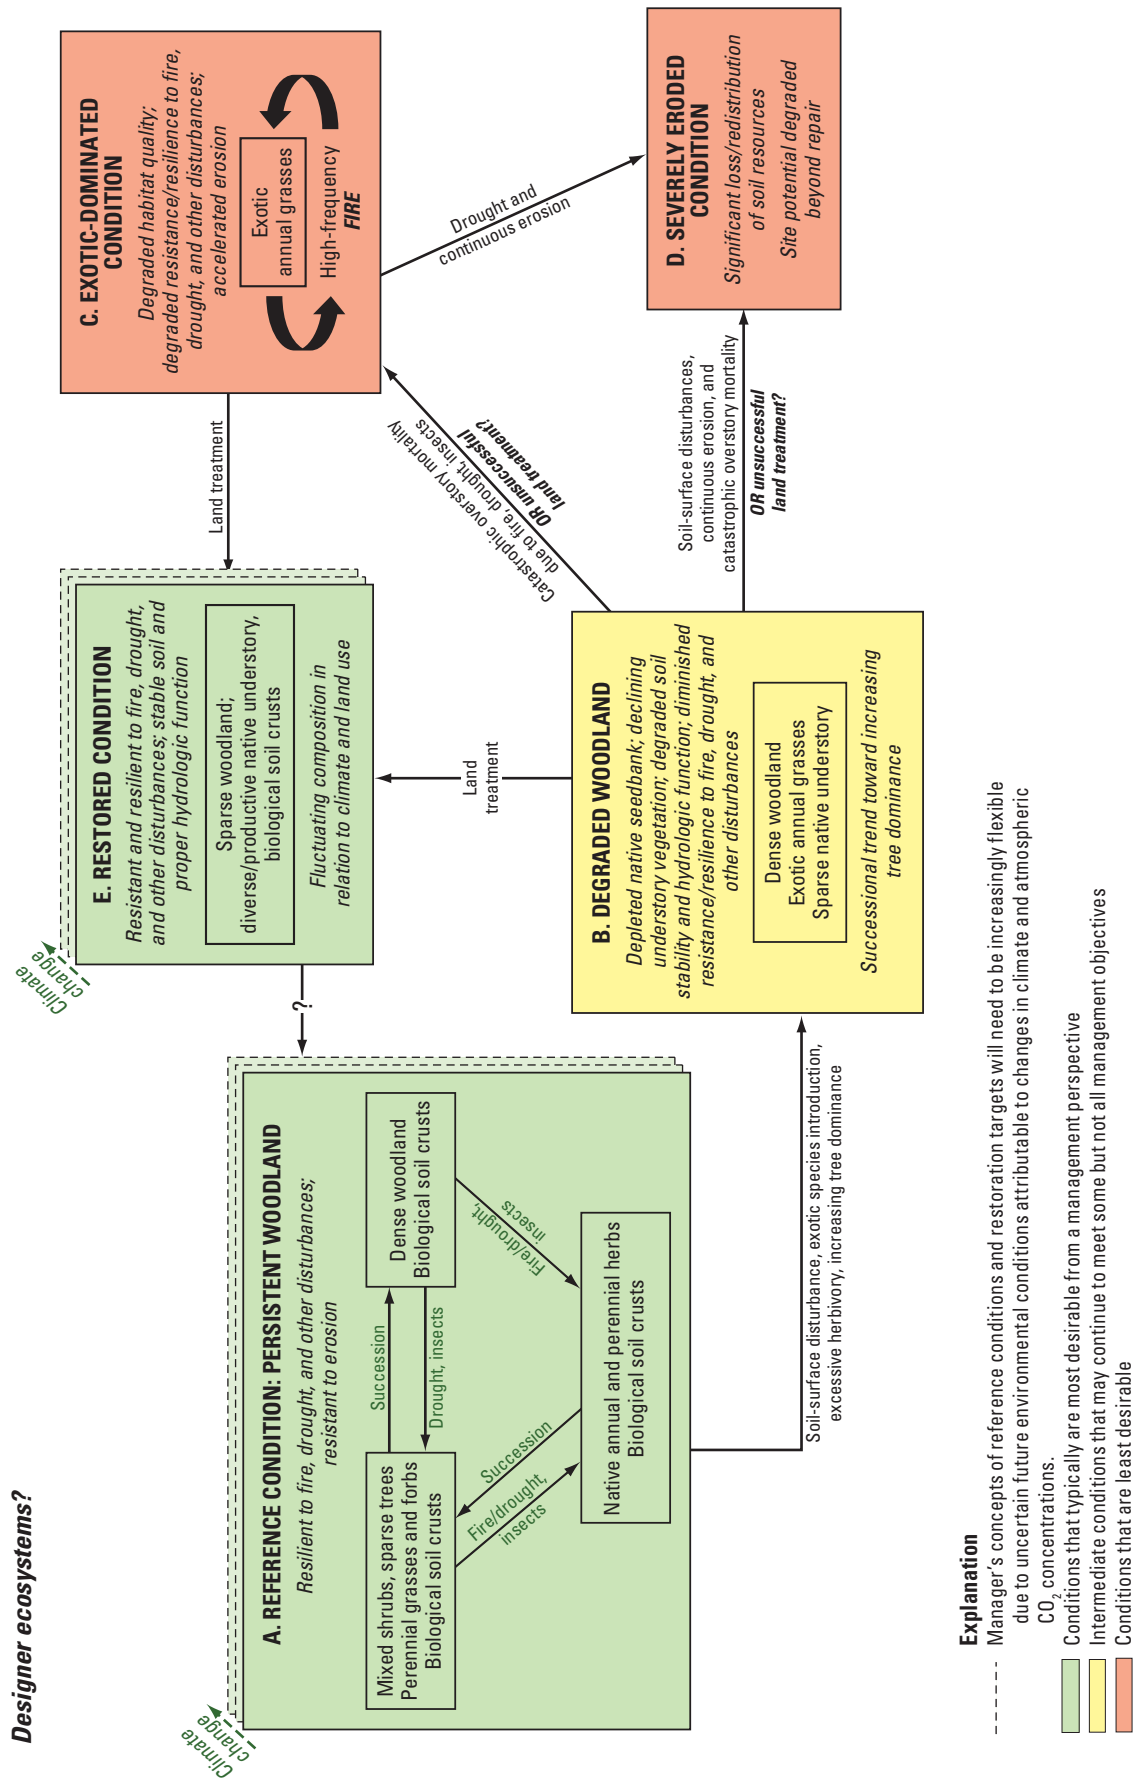 Designer ecosystems?
Climate
change
A. REFERENCE CONDITION: PERSISTENT WOODLAND
Resilient to fire, drought, and other disturbances;
resistant to erosion
Mixed shrubs, sparse trees
Perennial grasses and forbs
Biological soil crusts
Succession
Drought, insects
Dense woodland
Biological soil crusts
Succession
Fire/drought,
insects
Fire/drought,
insects
Native annual and perennial herbs
Biological soil crusts
?
Climate
change
E. RESTORED CONDITION
Resistant and resilient to fire, drought,
and other disturbances; stable soil and
proper hydrologic function
Sparse woodland;
diverse/productive native understory,
biological soil crusts
Fluctuating composition in
relation to climate and land use
Land treatment
C. EXOTIC-DOMINATED
CONDITION
Degraded habitat quality;
degraded resistance/resilience to fire,
drought, and other disturbances;
accelerated erosion
Exotic
annual grasses
High-frequency
FIRE
Land
treatment
Catastrophic overstory mortality
due to fire, drought, insects
OR unsuccessful
land treatment?
Drought and
continuous erosion
B. DEGRADED WOODLAND
Depleted native seedbank; declining
understory vegetation; degraded soil
stability and hydrologic function; diminished
resistance/resilience to fire, drought, and
other disturbances
Dense woodland
Exotic annual grasses
Sparse native understory
Successional trend toward increasing
tree dominance
Soil-surface disturbances,
continuous erosion, and
catastrophic overstory mortality
OR unsuccessful
land treatment?
D. SEVERELY ERODED
CONDITION
Significant loss/redistribution
of soil resources
Site potential degraded
beyond repair
Soil-surface disturbance, exotic species introduction,
excessive herbivory, increasing tree dominance
Explanation
Manager's concepts of reference conditions and restoration targets will need to be increasingly flexible
due to uncertain future environmental conditions attributable to changes in climate and atmospheric
CO2 concentrations.
Conditions that typically are most desirable from a management perspective
Intermediate conditions that may continue to meet some but not all management objectives
Conditions that are least desirable